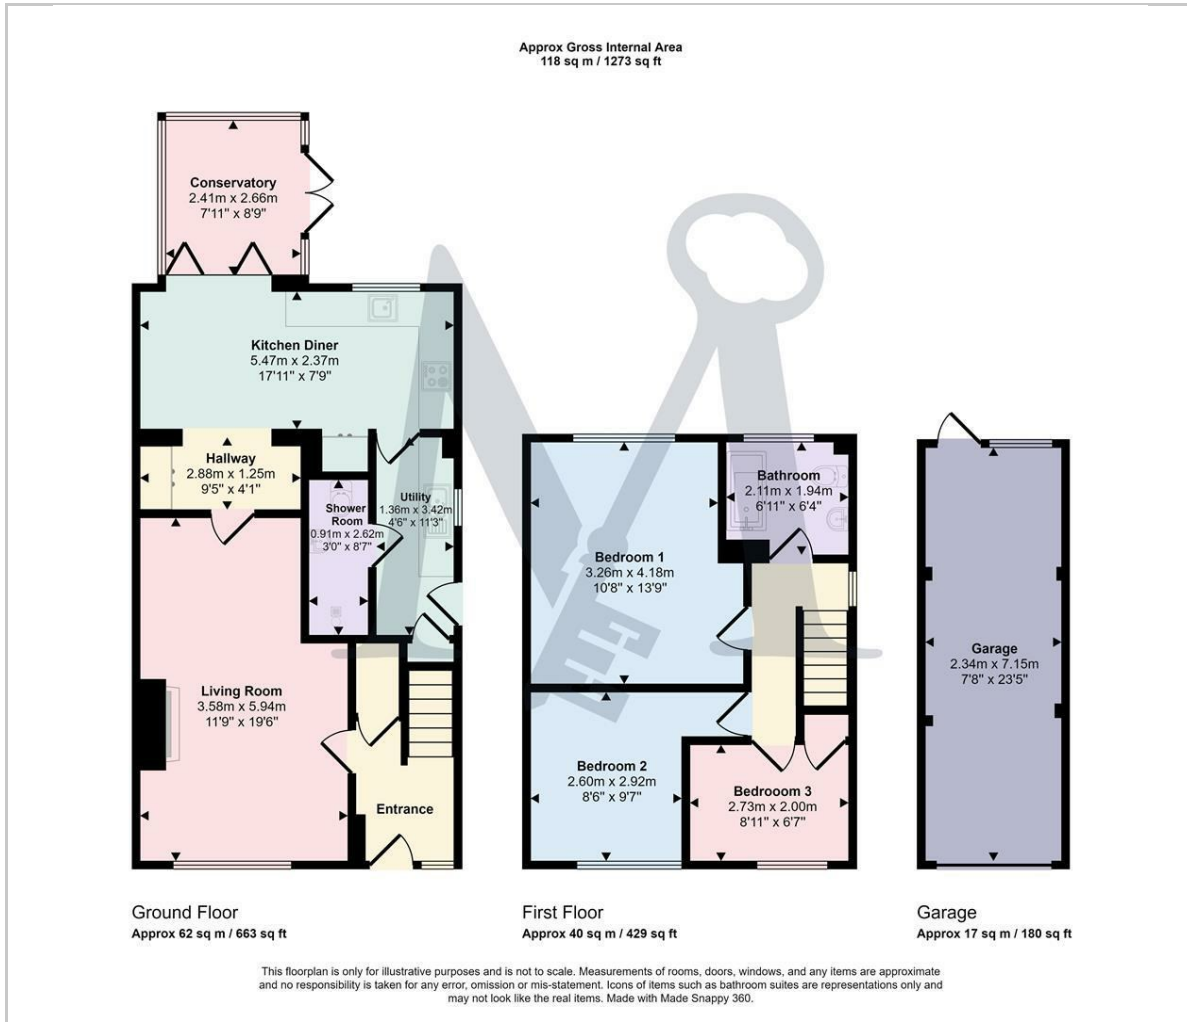 Approx Gross Internal Area
118 sq m / 1273 sq ft
Conservatory
2.41m x 2.66m
7'11" x 8'9"
Kitchen Diner
5.47m x 2.37m
17'11" x 7'9"
Hallway
2.88m x 1.25m
9'5" x 4'1"
Shower
Room
0.91m x 2.62m
3'0" x 8'7"
Utility
1.36m x 3.42m
4'6" x 11'3"
Living Room
3.58m x 5.94m
11'9" x 19'6"
Entrance
Ground Floor
Approx 62 sq m / 663 sq ft
Bathroom
2.11m x 1.94m
6'11" x 6'4"
Bedroom 1
3.26m x 4.18m
10'8" x 13'9"
Bedroom 2
2.60m x 2.92m
8'6" x 9'7"
Bedrooom 3
2.73m x 2.00m
8'11" x 6'7"
First Floor
Approx 40 sq m / 429 sq ft
Garage
2.34m x 7.15m
7'8" x 23'5"
Garage
Approx 17 sq m / 180 sq ft
This floorplan is only for illustrative purposes and is not to scale. Measurements of rooms, doors, windows, and any items are approximate
and no responsibility is taken for any error, omission or mis-statement. Icons of items such as bathroom suites are representations only and
may not look like the real items. Made with Made Snappy 360.